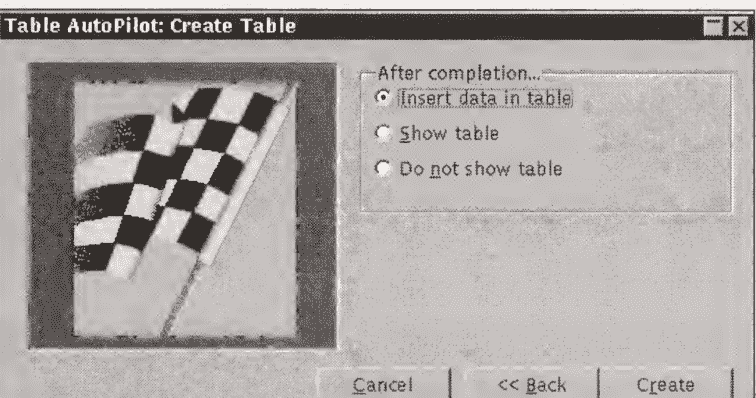 Table AutoPilot: Create Table
After completion...
Insert data in table
Show table
Do not show table
Cancel
<< Back
Create